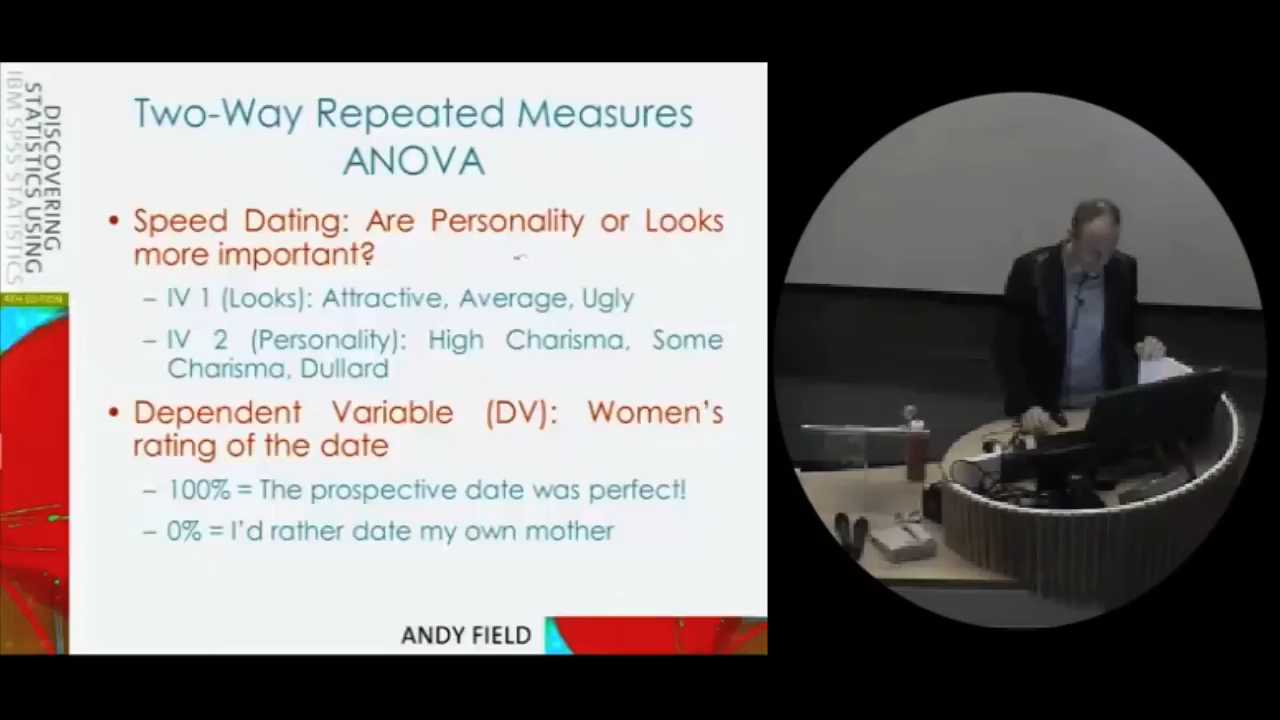 DISCOVERING
STATISTICS USING
IBM SPSS STATISTICS
4TH EDITION
Two-Way Repeated Measures
ANOVA
• Speed Dating: Are Personality or Looks
more important?
– IV 1 (Looks): Attractive, Average, Ugly
– IV 2 (Personality): High Charisma, Some
Charisma, Dullard
• Dependent Variable (DV): Women's
rating of the date
– 100% = The prospective date was perfect!
– 0% = I'd rather date my own mother
ANDY FIELD